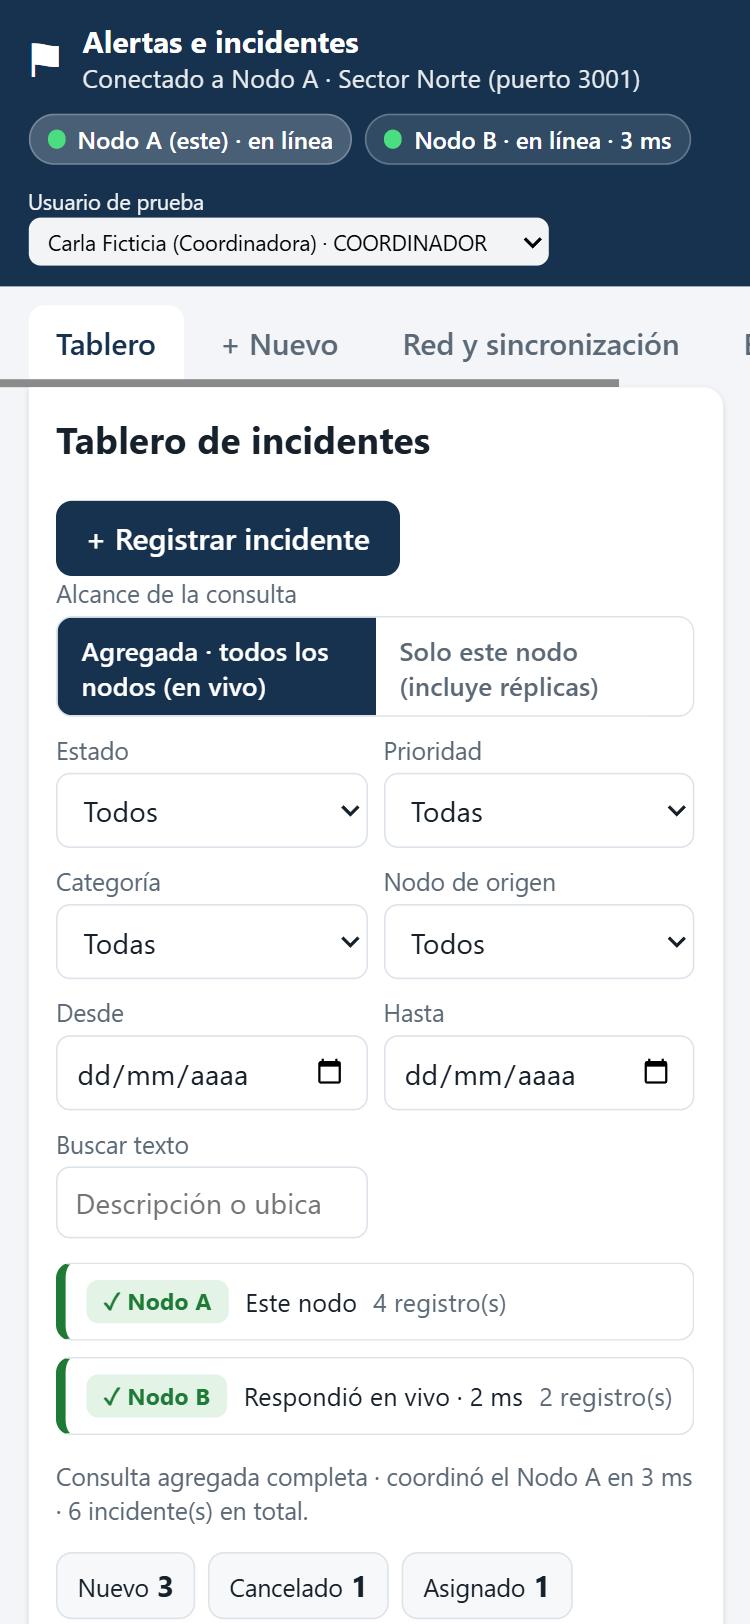 Alertas e incidentes
Conectado a Nodo A · Sector Norte (puerto 3001)
Nodo A (este) · en línea
Nodo B · en línea · 3 ms
Usuario de prueba
Carla Ficticia (Coordinadora) · COORDINADOR
Tablero
+ Nuevo
Red y sincronización
Tablero de incidentes
+ Registrar incidente
Alcance de la consulta
Agregada · todos los
nodos (en vivo)
Solo este nodo
(incluye réplicas)
Estado
Prioridad
Todos
Todas
Categoría
Nodo de origen
Todas
Todos
Desde
Hasta
dd/mm/aaaa
dd/mm/aaaa
Buscar texto
Descripción o ubica
✓ Nodo A Este nodo 4 registro(s)
✓ Nodo B Respondió en vivo · 2 ms 2 registro(s)
Consulta agregada completa · coordinó el Nodo A en 3 ms
· 6 incidente(s) en total.
Nuevo 3
Cancelado 1
Asignado 1